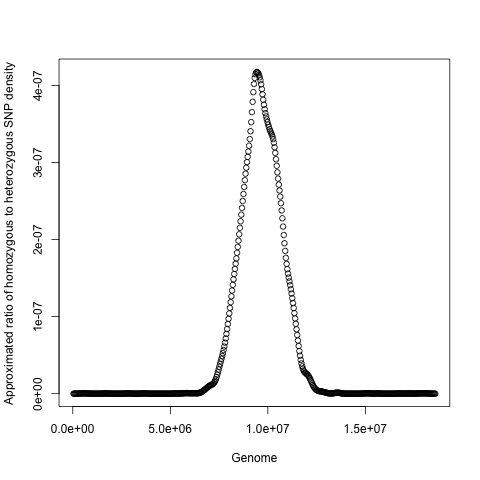 Approximated ratio of homozygous to heterozygous SNP density
4e-07
3e-07
2e-07
1e-07
0e+00
0.0e+00 5.0e+06 1.0e+07 1.5e+07
Genome